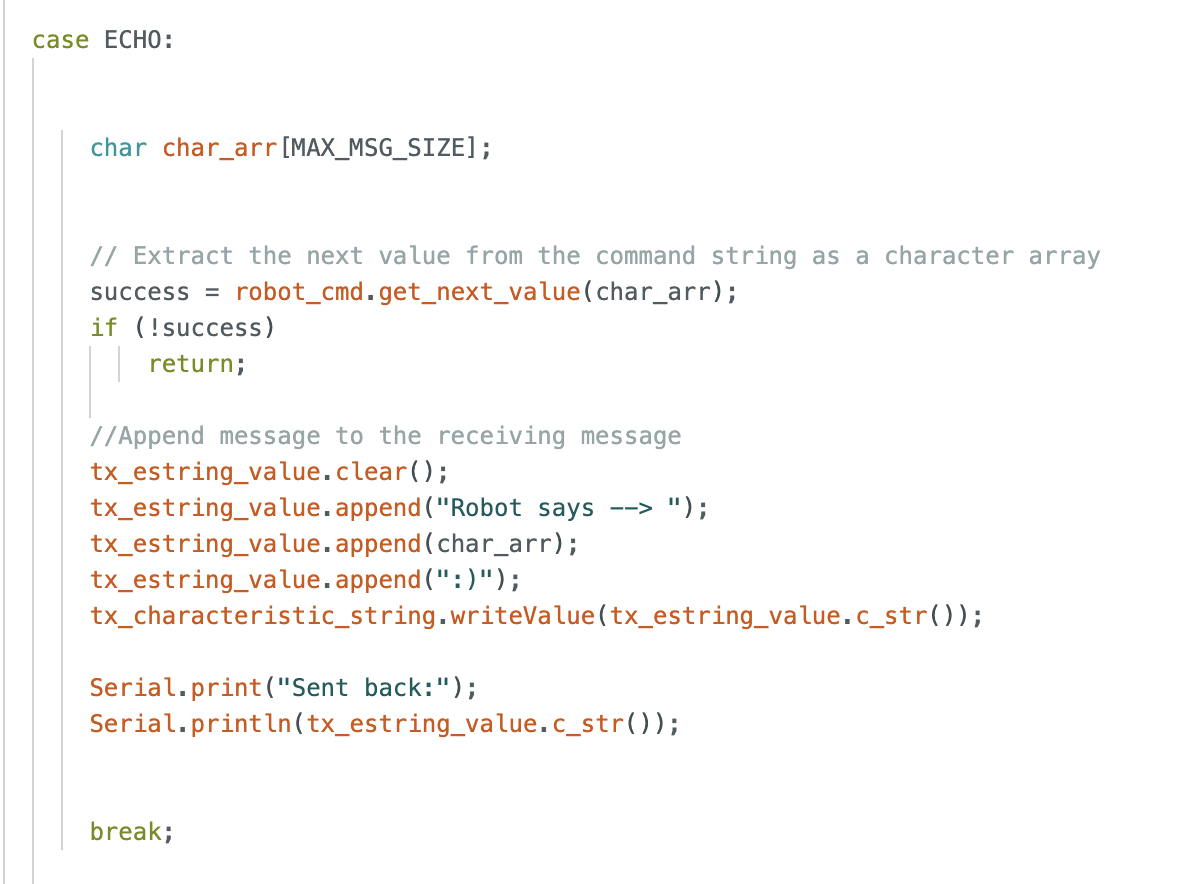 case ECHO:
char char_arr[MAX_MSG_SIZE];
// Extract the next value from the command string as a character array
success = robot_cmd.get_next_value(char_arr);
if (!success)
return;
//Append message to the receiving message
tx_estring_value.clear();
tx_estring_value.append("Robot says --> ");
tx_estring_value.append(char_arr);
tx_estring_value.append(":)");
tx_characteristic_string.writeValue(tx_estring_value.c_str());
Serial.print("Sent back:");
Serial.println(tx_estring_value.c_str());
break;